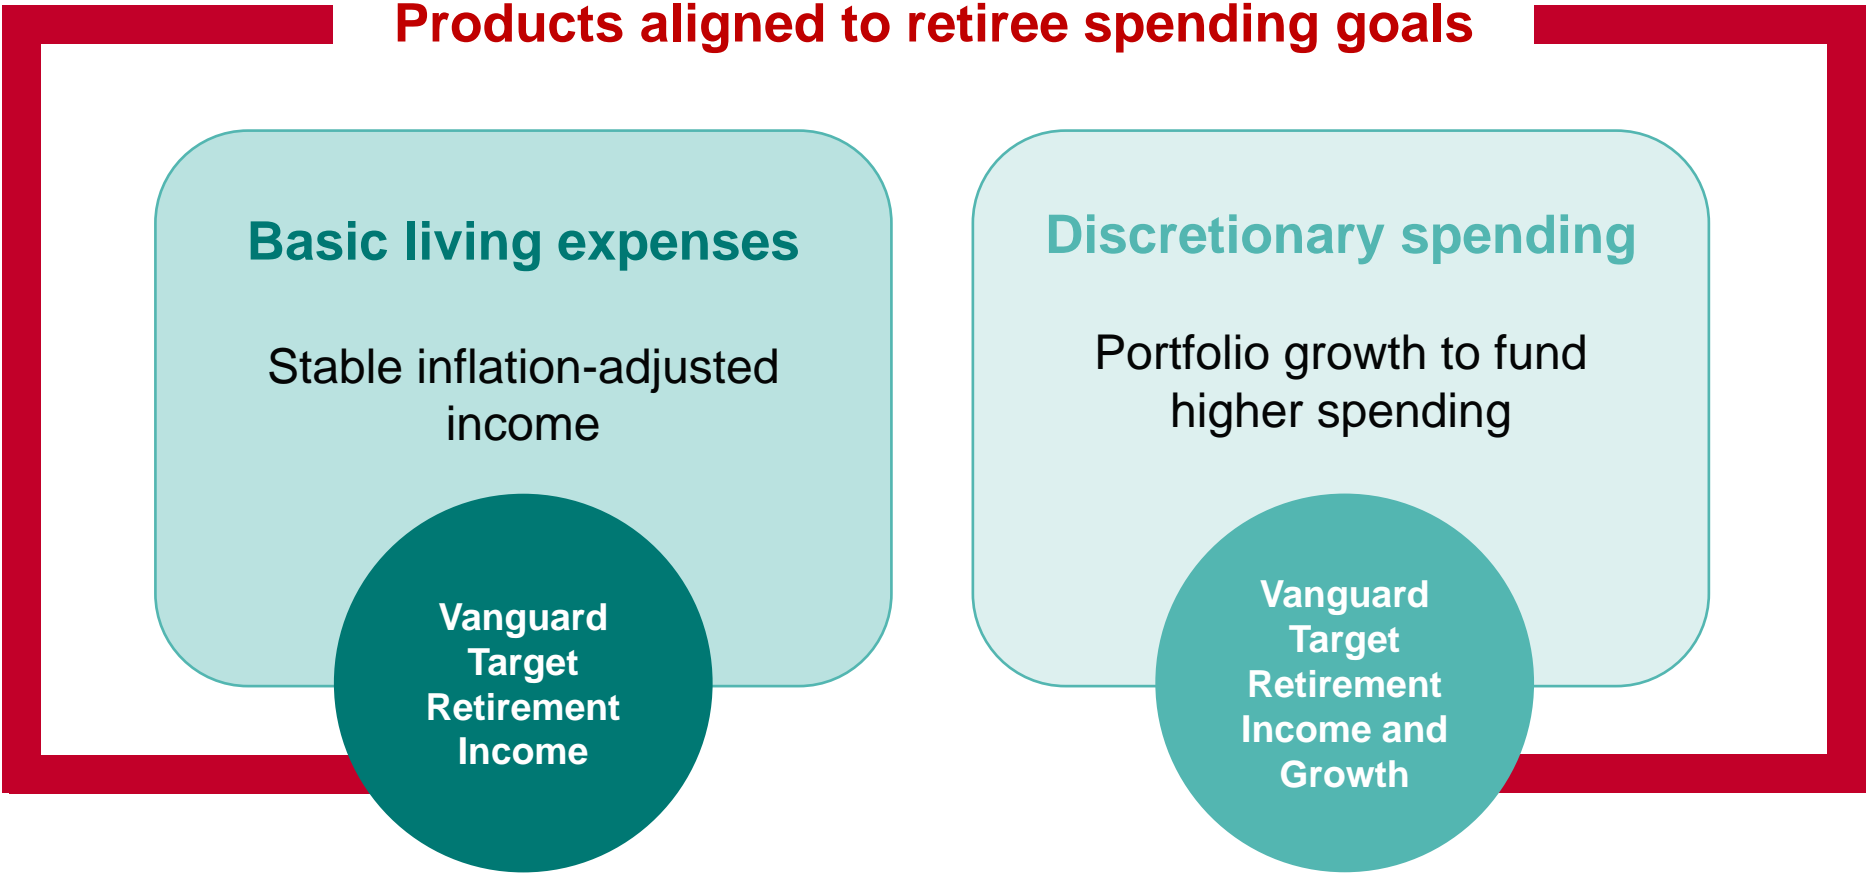 Products aligned to retiree spending goals
Basic living expenses
Stable inflation-adjusted
income
Vanguard
Target
Retirement
Income
Discretionary spending
Portfolio growth to fund
higher spending
Vanguard
Target
Retirement
Income and
Growth